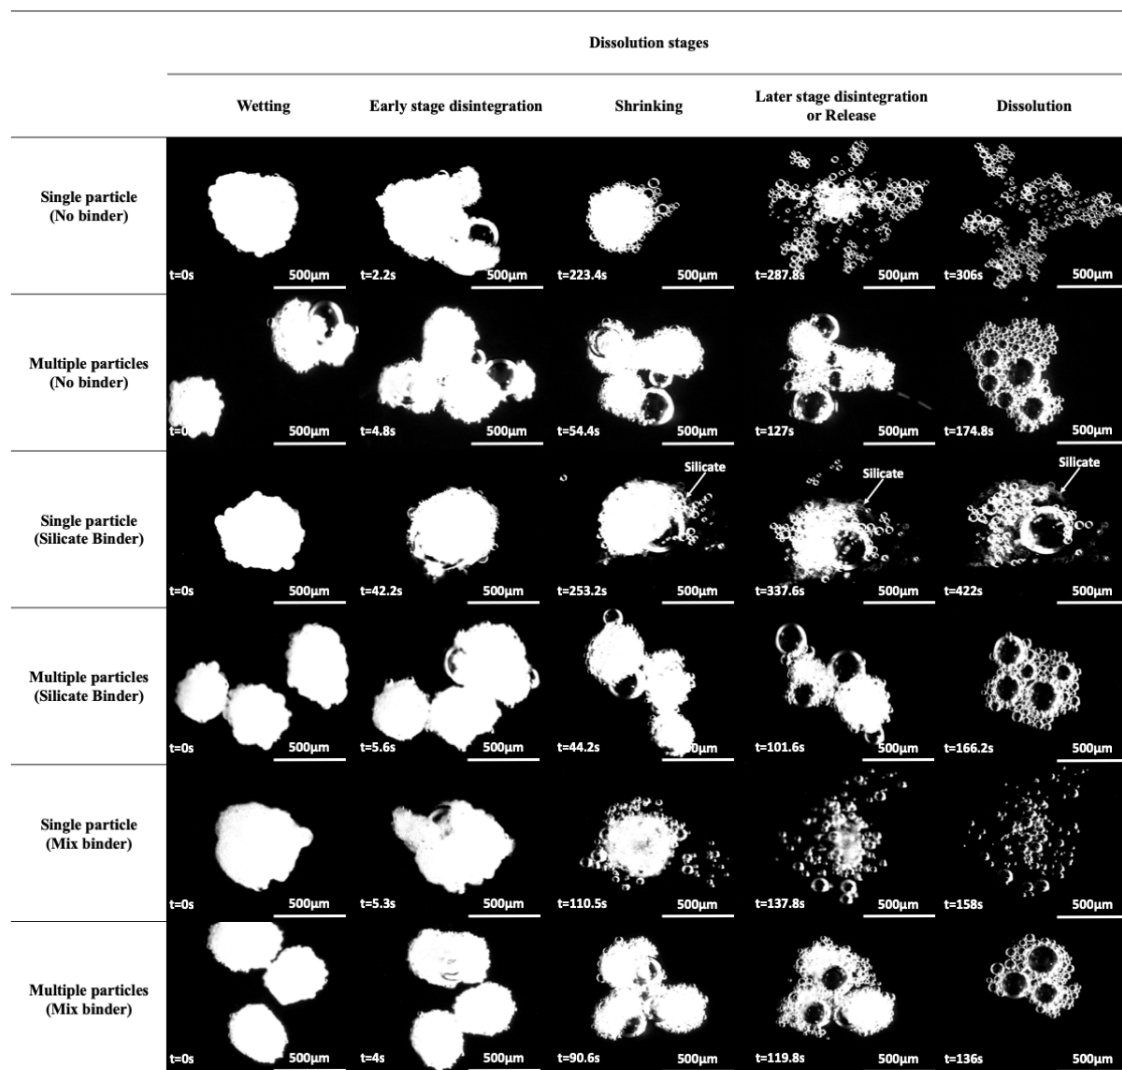 Dissolution stages
Wetting
Early stage disintegration
Shrinking
Later stage disintegration
or Release
Dissolution
Single particle
(No binder)
t=0s
500µm
t=2.2s
500µm
t=223.4s
500µm
t=287.8s
500µm
t=306s
500µm
Multiple particles
(No binder)
500µm
t=4.8s
500µm
t=54.4s
500µm
t=127s
500µm
t=174.8s
500µm
Single particle
(Silicate Binder)
t=0s
500µm
t=42.2s
500µm
Silicate
t=253.2s
500µm
Silicate
t=337.6s
500µm
Silicate
t=422s
500µm
Multiple particles
(Silicate Binder)
t=0s
500µm
t=5.6s
500µm
t=44.2s
500µm
t=101.6s
500µm
t=166.2s
500µm
Single particle
(Mix binder)
t=0s
500µm
t=5.3s
500µm
t=110.5s
500µm
t=137.8s
500µm
t=158s
500µm
Multiple particles
(Mix binder)
t=0s
500µm
t=4s
500µm
t=90.6s
500µm
t=119.8s
500µm
t=136s
500µm